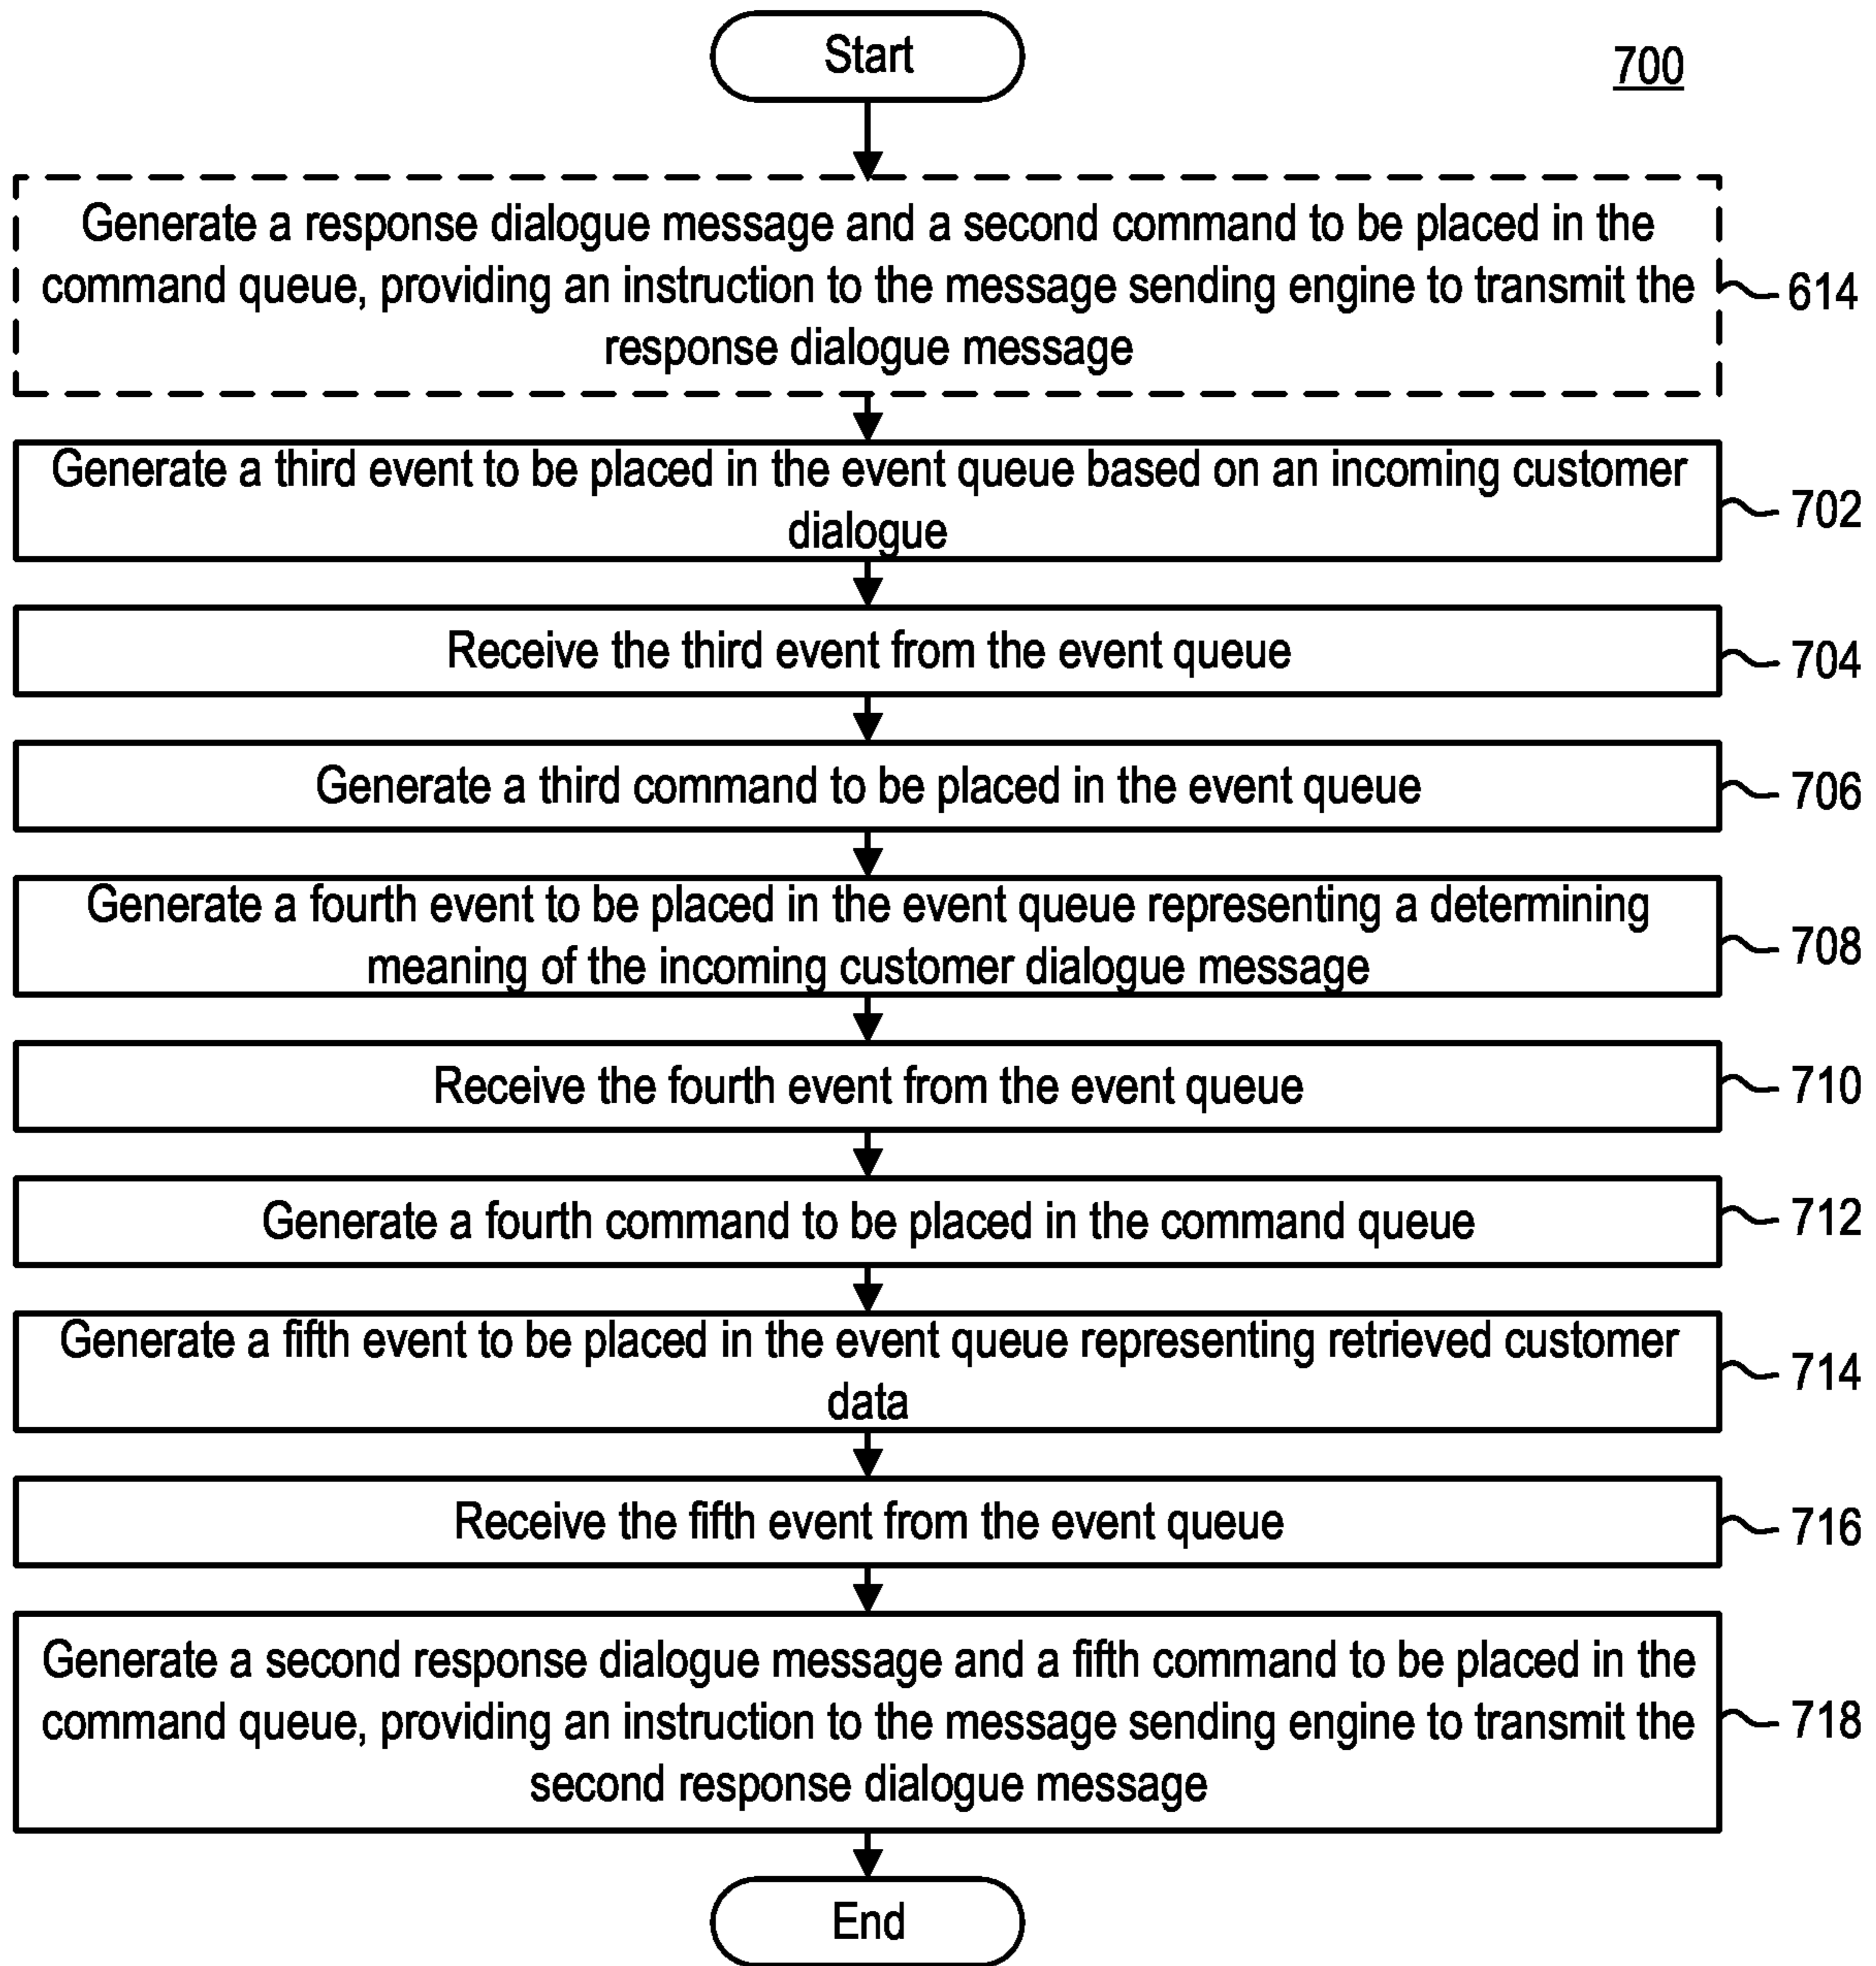 Start
700
Generate a response dialogue message and a second command to be placed in the
command queue, providing an instruction to the message sending engine to transmit the
response dialogue message
614
Generate a third event to be placed in the event queue based on an incoming customer
dialogue
702
Receive the third event from the event queue
704
Generate a third command to be placed in the event queue
706
Generate a fourth event to be placed in the event queue representing a determining
meaning of the incoming customer dialogue message
708
Receive the fourth event from the event queue
710
Generate a fourth command to be placed in the command queue
712
Generate a fifth event to be placed in the event queue representing retrieved customer
data
714
Receive the fifth event from the event queue
716
Generate a second response dialogue message and a fifth command to be placed in the
command queue, providing an instruction to the message sending engine to transmit the
second response dialogue message
718
End